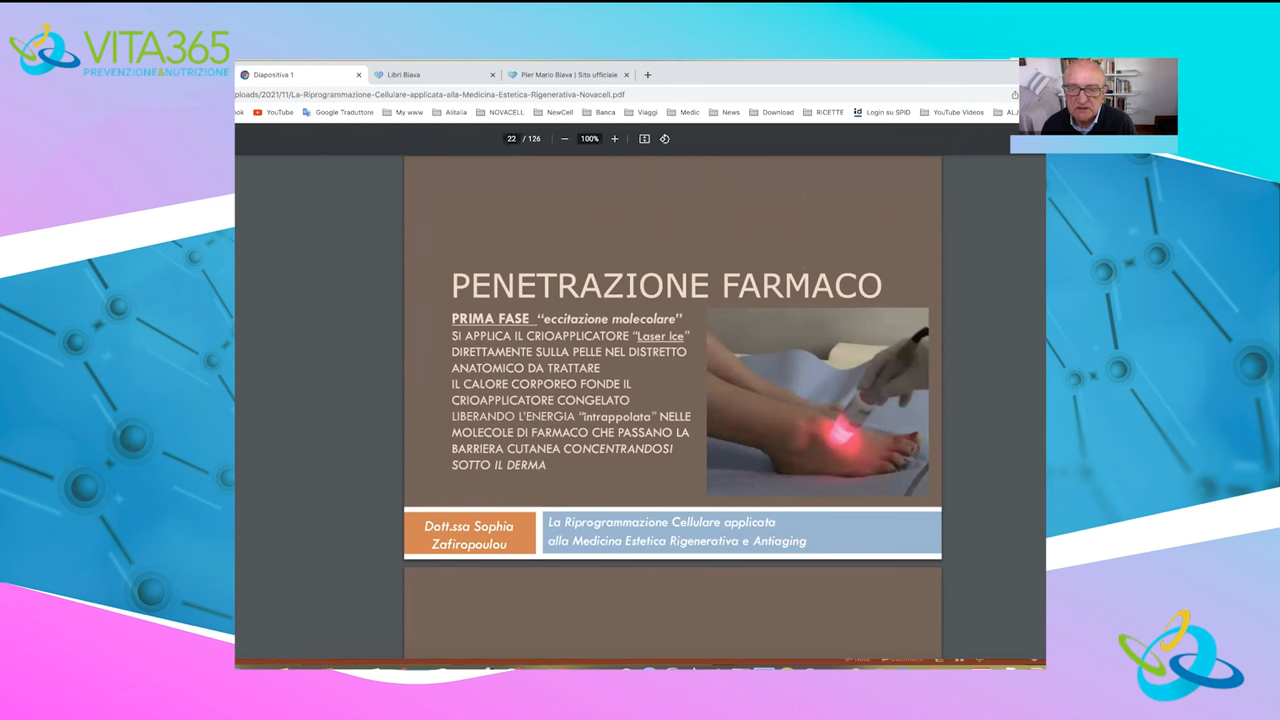 VITA365
PREVENZIONE&NUTRIZIONE
Diapositiva 1
Libri Biava
Pier Mario Biava | Sito ufficiale
ploads/2021/11/La-Riprogrammazione-Cellulare-applicata-alla-Medicina-Estetica-Rigenerativa-Novacell.pdf
ook YouTube Google Traduttore My www Alitalia NOVACELL NewCell Banca Viaggi Medic News Download RICETTE Login su SPID YouTube Videos
22 / 126 100%
PENETRAZIONE FARMACO
PRIMA FASE “eccitazione molecolare”
SI APPLICA IL CRIOAPPLICATORE “Laser Ice”
DIRETTAMENTE SULLA PELLE NEL DISTRETTO
ANATOMICO DA TRATTARE
IL CALORE CORPOREO FONDE IL
CRIOAPPLICATORE CONGELATO
LIBERANDO L’ENERGIA “intrappolata” NELLE
MOLECOLE DI FARMACO CHE PASSANO LA
BARRIERA CUTANEA CONCENTRANDOSI
SOTTO IL DERMA
Dott.ssa Sophia
Zafiropoulou
La Riprogrammazione Cellulare applicata
alla Medicina Estetica Rigenerativa e Antiaging